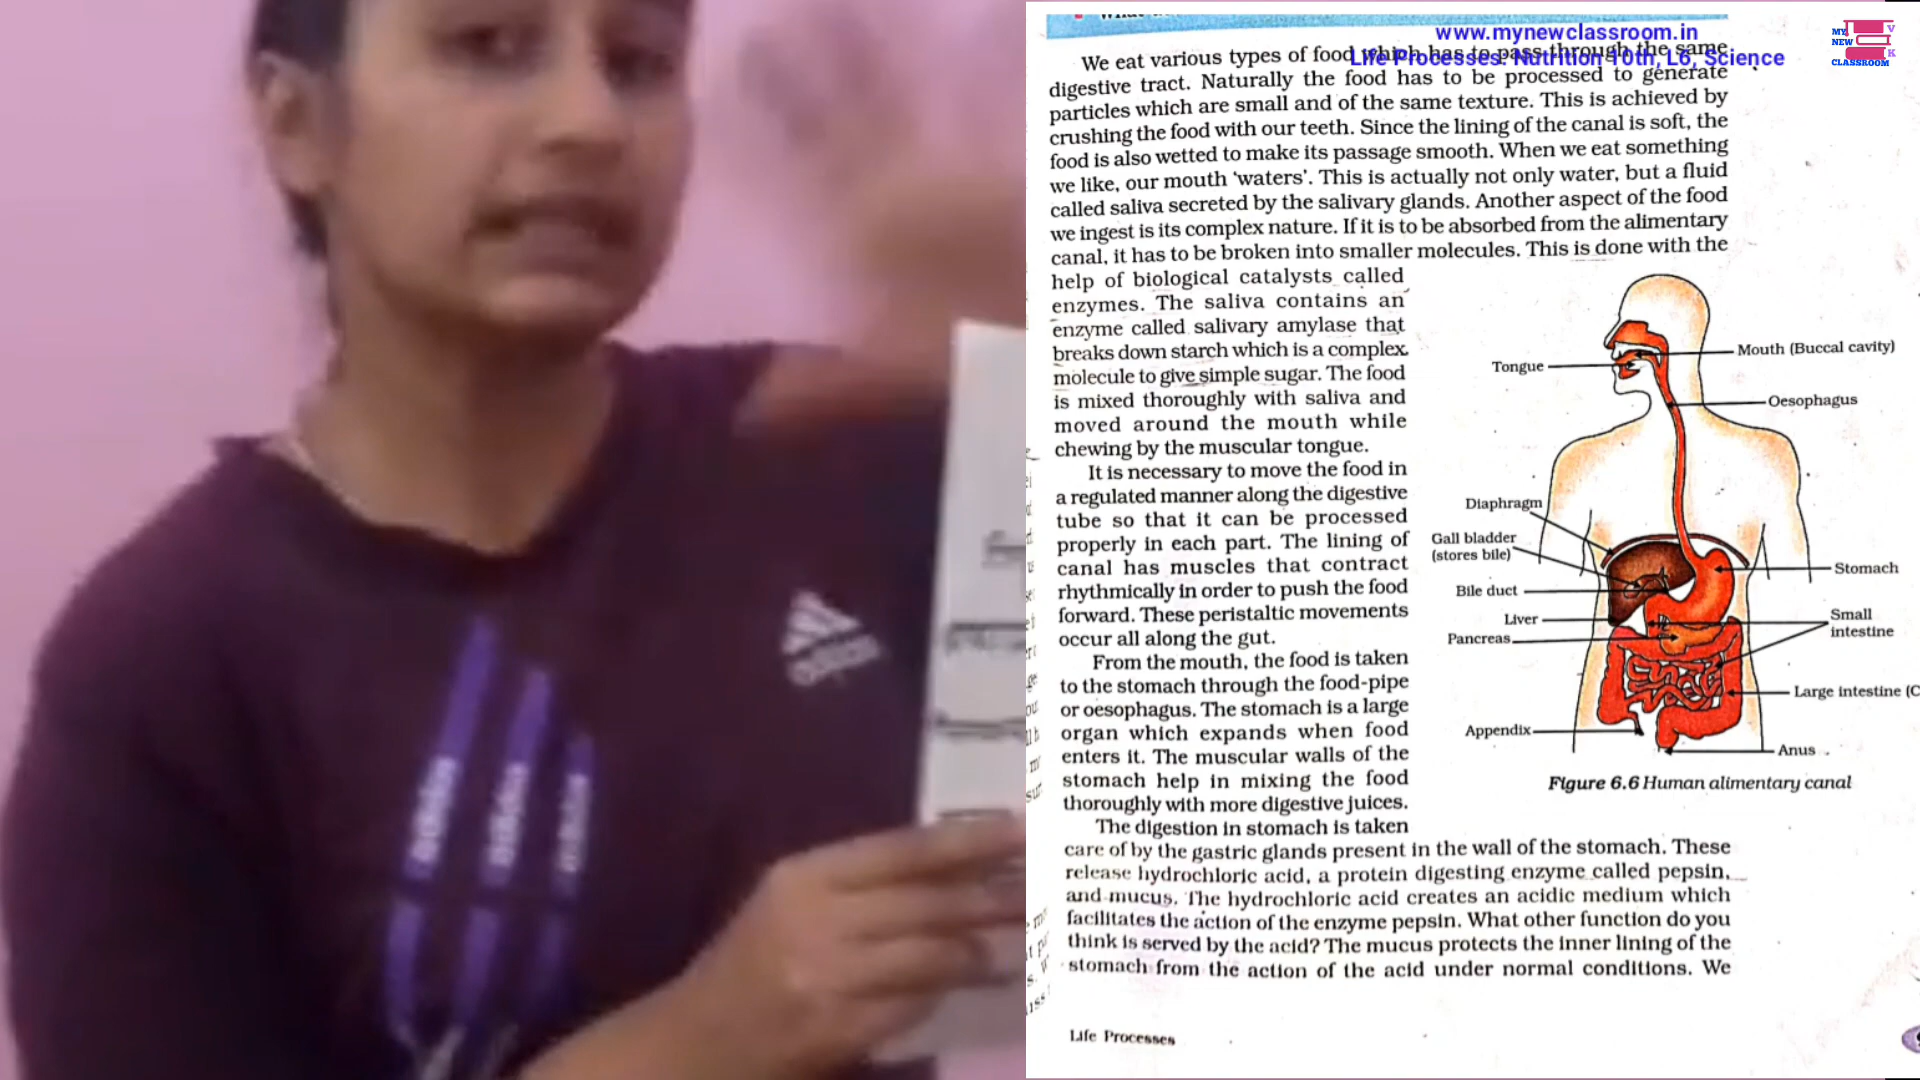 www.mynewclassroom.in
Life Processes: Nutrition 10th, L6, Science
MY NEW CLASSROOM
V K
We eat various types of food which has to pass through the same
digestive tract. Naturally the food has to be processed to generate
particles which are small and of the same texture. This is achieved by
crushing the food with our teeth. Since the lining of the canal is soft, the
food is also wetted to make its passage smooth. When we eat something
we like, our mouth ‘waters’. This is actually not only water, but a fluid
called saliva secreted by the salivary glands. Another aspect of the food
we ingest is its complex nature. If it is to be absorbed from the alimentary
canal, it has to be broken into smaller molecules. This is done with the
help of biological catalysts called
enzymes. The saliva contains an
enzyme called salivary amylase that
breaks down starch which is a complex
molecule to give simple sugar. The food
is mixed thoroughly with saliva and
moved around the mouth while
chewing by the muscular tongue.
It is necessary to move the food in
a regulated manner along the digestive
tube so that it can be processed
properly in each part. The lining of
canal has muscles that contract
rhythmically in order to push the food
forward. These peristaltic movements
occur all along the gut.
From the mouth, the food is taken
to the stomach through the food-pipe
or oesophagus. The stomach is a large
organ which expands when food
enters it. The muscular walls of the
stomach help in mixing the food
thoroughly with more digestive juices.
The digestion in stomach is taken
care of by the gastric glands present in the wall of the stomach. These
release hydrochloric acid, a protein digesting enzyme called pepsin,
and mucus. The hydrochloric acid creates an acidic medium which
facilitates the action of the enzyme pepsin. What other function do you
think is served by the acid? The mucus protects the inner lining of the
stomach from the action of the acid under normal conditions. We
Mouth (Buccal cavity)
Tongue
Oesophagus
Diaphragm
Gall bladder
(stores bile)
Stomach
Bile duct
Liver
Small
intestine
Pancreas
Large intestine (C
Appendix
Anus
Figure 6.6 Human alimentary canal
Life Processes
adidas
adidas
adidas
adidas